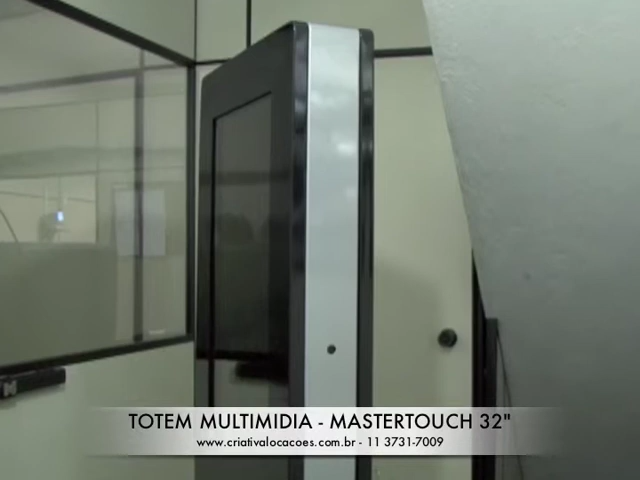 TOTEM MULTIMIDIA - MASTERTOUCH 32"
www.criativalocacoes.com.br - 11 3731-7009